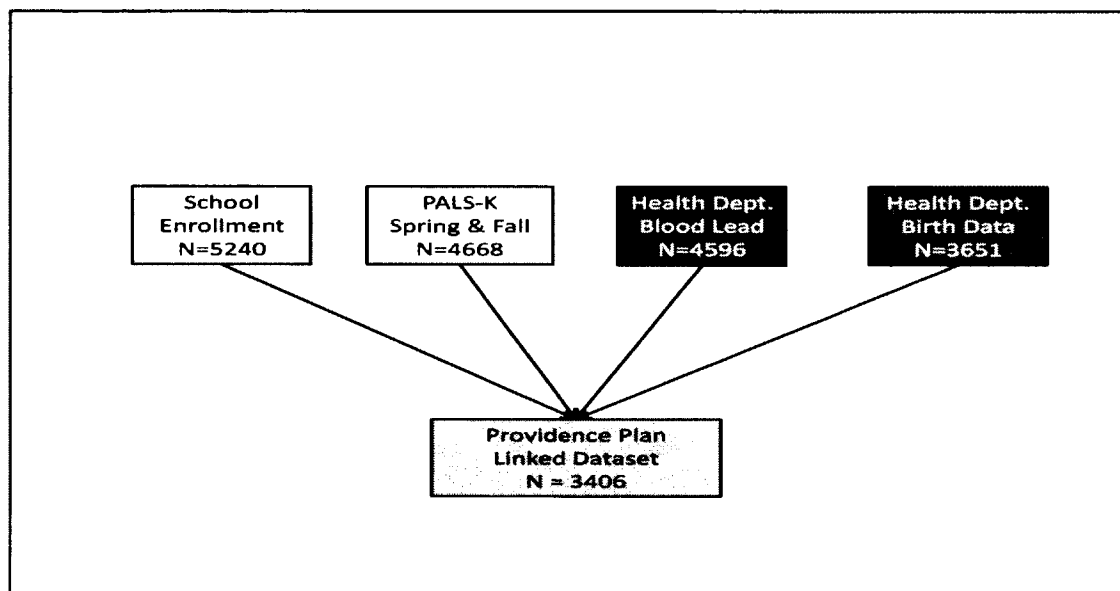 School
Enrollment
N=5240
PALS-K
Spring & Fall
N=4668
Health Dept.
Blood Lead
N=4596
Health Dept.
Birth Data
N=3651
Providence Plan
Linked Dataset
N = 3406